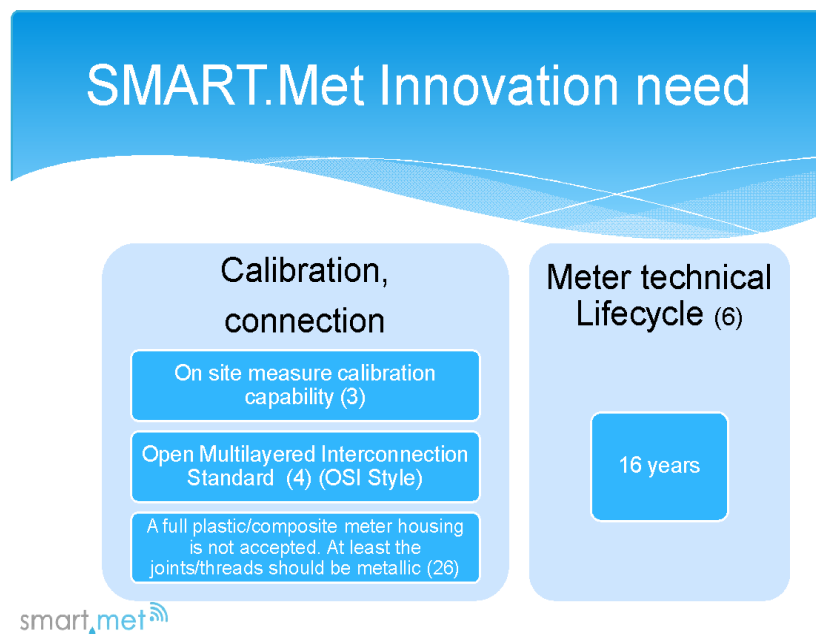 SMART.Met Innovation need
Calibration,
connection
On site measure calibration
capability (3)
Open Multilayered Interconnection
Standard (4) (OSI Style)
A full plastic/composite meter housing
is not accepted. At least the
joints/threads should be metallic (26)
Meter technical
Lifecycle (6)
16 years
smart.met